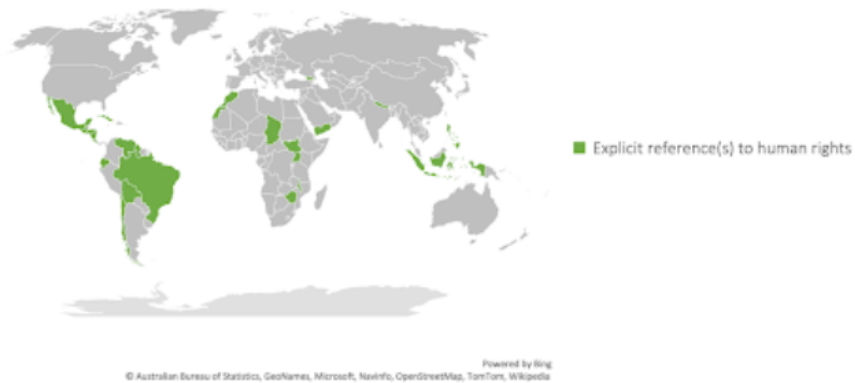 Explicit reference(s) to human rights
Powered by Bing
© Australian Bureau of Statistics, GeoNames, Microsoft, Navinfo, OpenStreetMap, TomTom, Wikipedia